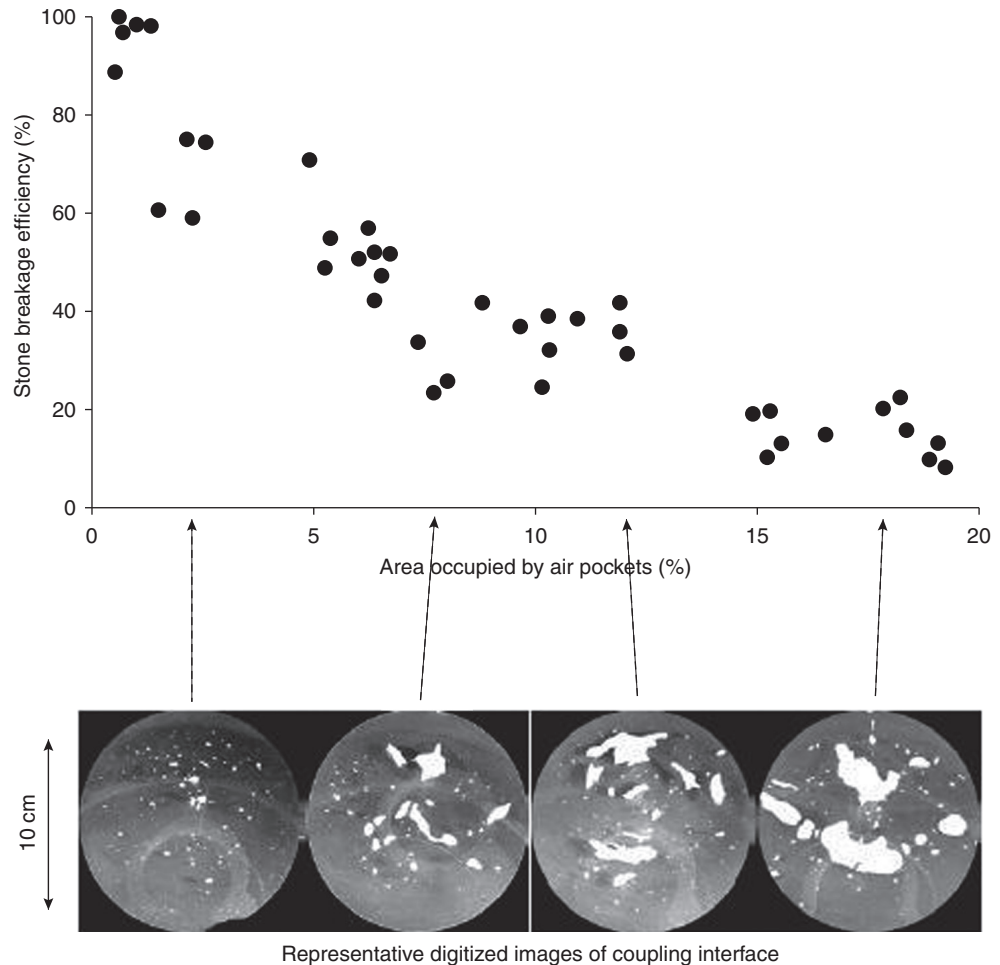 100
80
60
40
20
0
Stone breakage efficiency (%)
0 5 10 15 20
Area occupied by air pockets (%)
10 cm
Representative digitized images of coupling interface